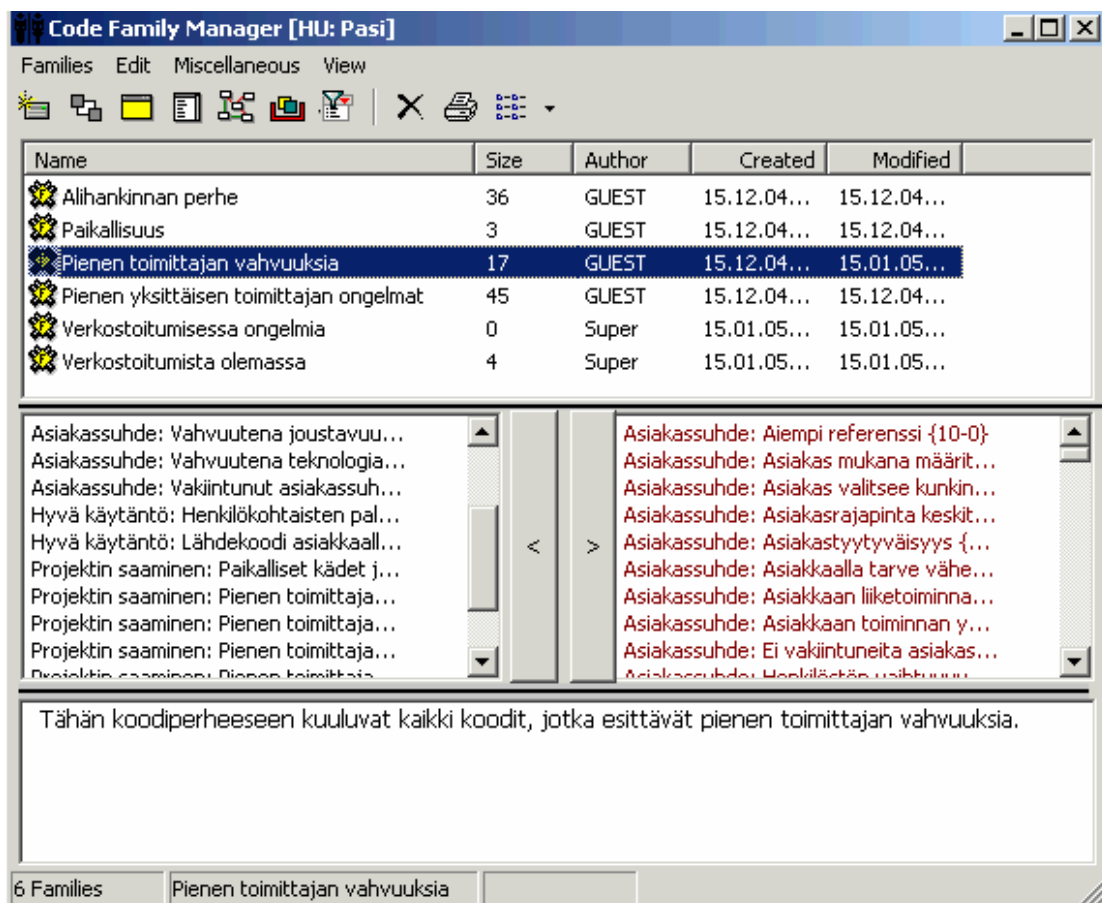 Code Family Manager [HU: Pasi]
Families Edit Miscellaneous View
Name Size Author Created Modified
Alihankinnan perhe 36 GUEST 15.12.04... 15.12.04...
Paikallisuus 3 GUEST 15.12.04... 15.12.04...
Pienen toimittajan vahvuuksia 17 GUEST 15.12.04... 15.01.05...
Pienen yksittäisen toimittajan ongelmat 45 GUEST 15.12.04... 15.12.04...
Verkostoitumisessa ongelmia 0 Super 15.01.05... 15.01.05...
Verkostoitumista olemassa 4 Super 15.01.05... 15.01.05...
Asiakassuhde: Vahvuutena joustavuu...
Asiakassuhde: Vahvuutena teknologia...
Asiakassuhde: Vakiintunut asiakassuh...
Hyvä käytäntö: Henkilökohtaisten pal...
Hyvä käytäntö: Lähdekoodi asiakkaall...
Projektin saaminen: Paikalliset kädet j...
Projektin saaminen: Pienen toimittaja...
Projektin saaminen: Pienen toimittaja...
Projektin saaminen: Pienen toimittaja...
Projektin saaminen: Pienen toimittaja
< >
Asiakassuhde: Aiempi referenssi {10-0}
Asiakassuhde: Asiakas mukana määrit...
Asiakassuhde: Asiakas valitsee kunkin...
Asiakassuhde: Asiakasrajapinta keskit...
Asiakassuhde: Asiakastyytyväisyys {...
Asiakassuhde: Asiakkaalla tarve vähe...
Asiakassuhde: Asiakkaan liiketoiminna...
Asiakassuhde: Asiakkaan toiminnan y...
Asiakassuhde: Ei vakiintuneita asiakas...
Asiakassuhde: Henkilöstön
Tähän koodiperheeseen kuuluvat kaikki koodit, jotka esittävät pienen toimittajan vahvuuksia.
6 Families Pienen toimittajan vahvuuksia